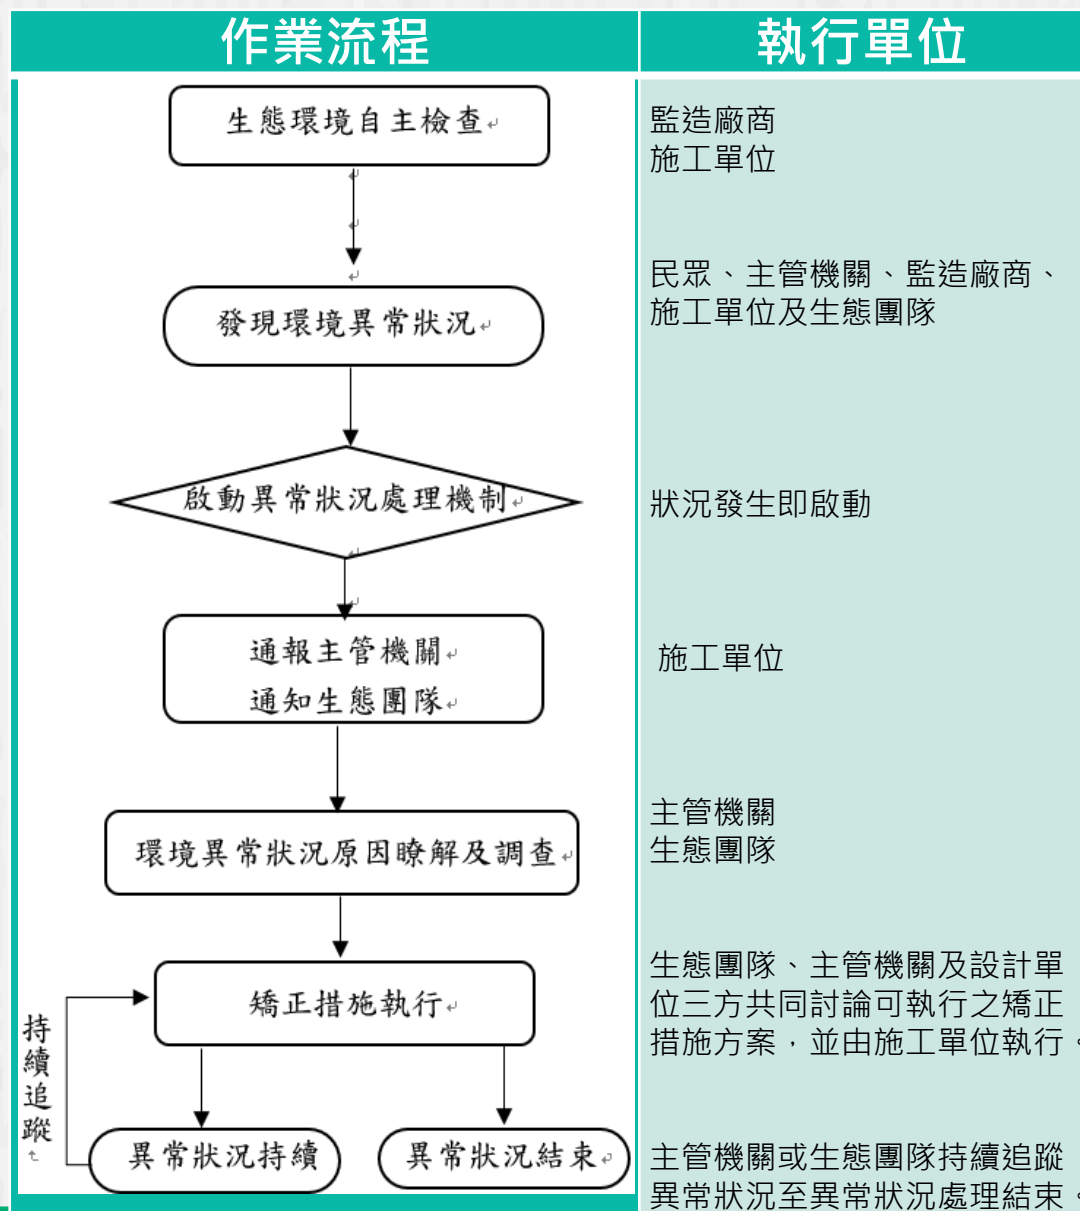 作業流程
執行單位
生態環境自主檢查
監造廠商
施工單位
發現環境異常狀況
民眾、主管機關、監造廠商、
施工單位及生態團隊
啟動異常狀況處理機制
狀況發生即啟動
通報主管機關
通知生態團隊
施工單位
環境異常狀況原因瞭解及調查
主管機關
生態團隊
矯正措施執行
生態團隊、主管機關及設計單
位三方共同討論可執行之矯正
措施方案，並由施工單位執行。
持續追蹤
異常狀況持續
異常狀況結束
主管機關或生態團隊持續追蹤
異常狀況至異常狀況處理結束。